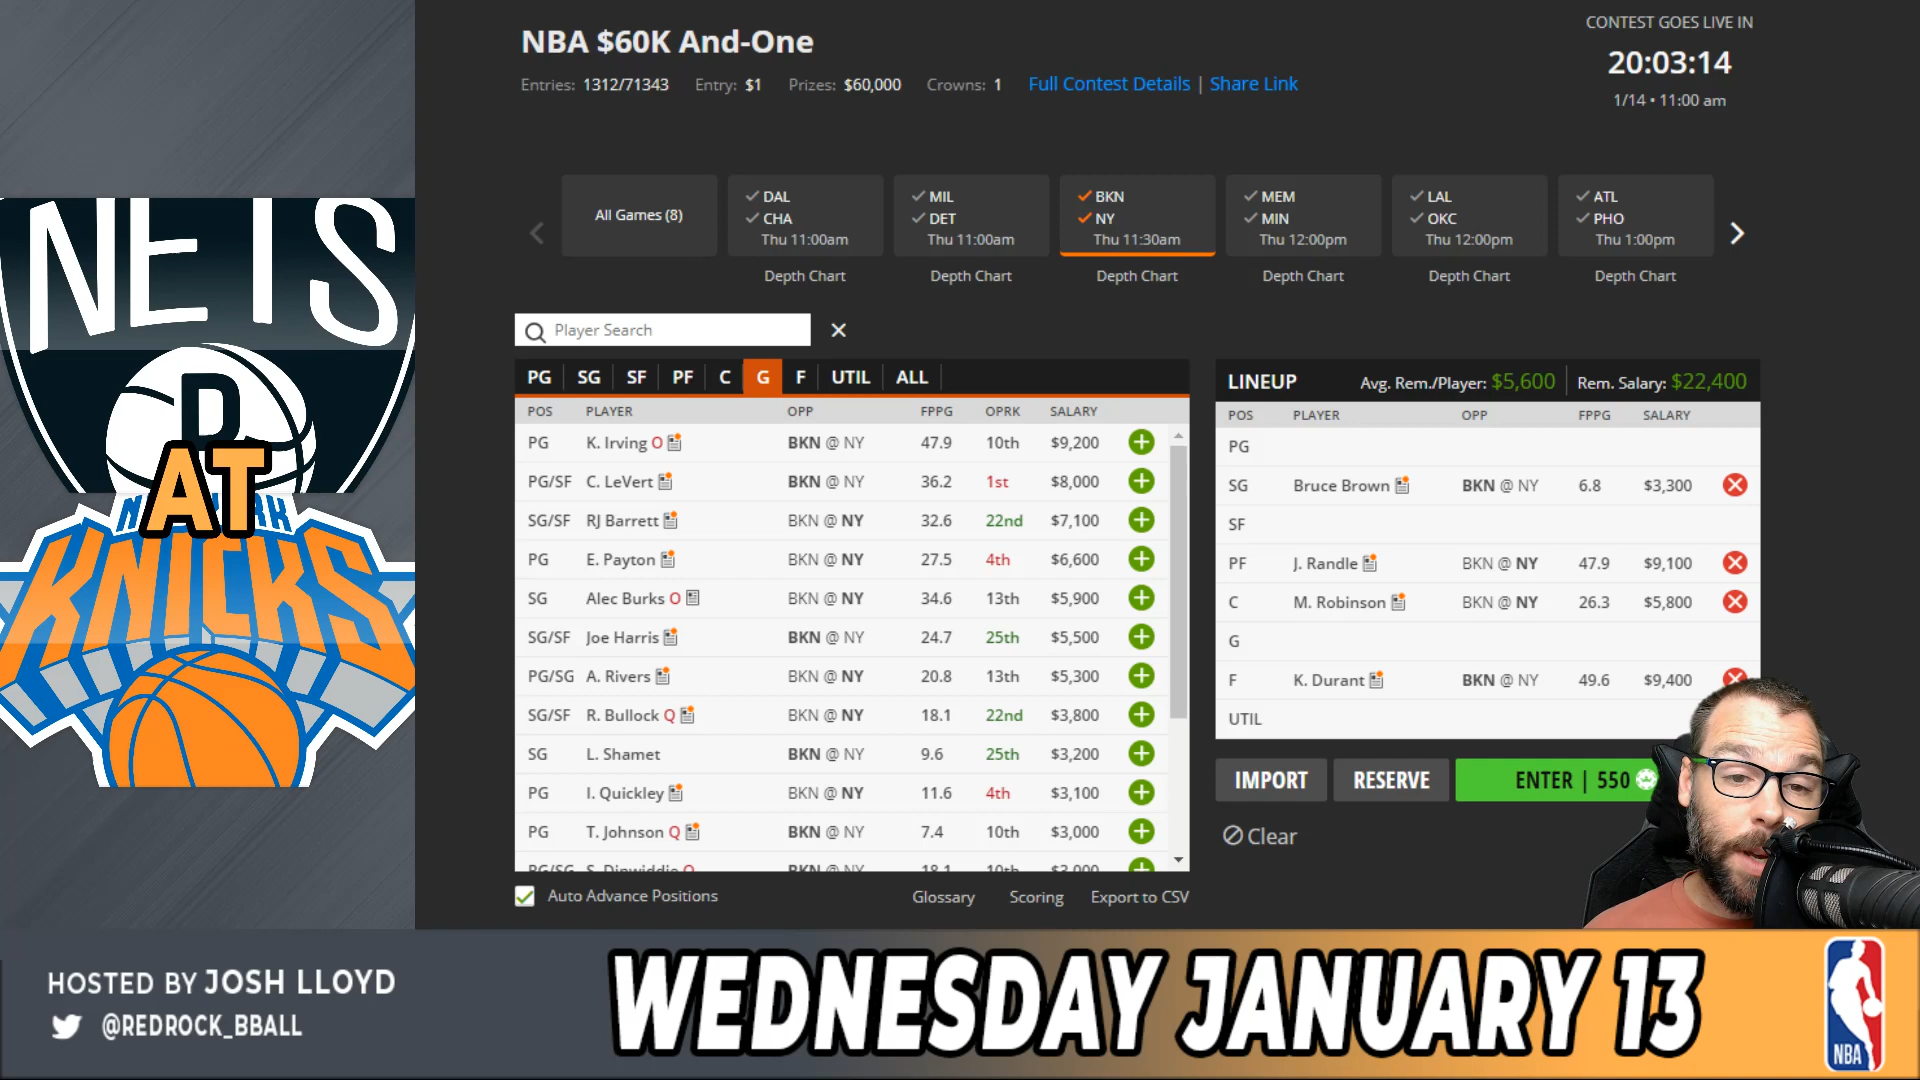 NBA $60K And-One
Entries: 1312/71343 Entry: $1 Prizes: $60,000 Crowns: 1 Full Contest Details | Share Link
CONTEST GOES LIVE IN
20:03:14
1/14 • 11:00 am
All Games (8)
DAL
CHA
Thu 11:00am
Depth Chart
MIL
DET
Thu 11:00am
Depth Chart
BKN
NY
Thu 11:30am
Depth Chart
MEM
MIN
Thu 12:00pm
Depth Chart
LAL
OKC
Thu 12:00pm
Depth Chart
ATL
PHO
Thu 1:00pm
Depth Chart
NETS
B
AT
KNICKS
Player Search
PG SG SF PF C G F UTIL ALL
POS PLAYER OPP FPPG OPRK SALARY
PG K. Irving O BKN @ NY 47.9 10th $9,200
PG/SF C. LeVert BKN @ NY 36.2 1st $8,000
SG/SF RJ Barrett BKN @ NY 32.6 22nd $7,100
PG E. Payton BKN @ NY 27.5 4th $6,600
SG Alec Burks O BKN @ NY 34.6 13th $5,900
SG/SF Joe Harris BKN @ NY 24.7 25th $5,500
PG/SG A. Rivers BKN @ NY 20.8 13th $5,300
SG/SF R. Bullock Q BKN @ NY 18.1 22nd $3,800
SG L. Shamet BKN @ NY 9.6 25th $3,200
PG I. Quickley BKN @ NY 11.6 4th $3,100
PG T. Johnson Q BKN @ NY 7.4 10th $3,000
PG/SG S. Dinwiddie O BKN @ NY 18.1 10th $3,000
Auto Advance Positions Glossary Scoring Export to CSV
LINEUP Avg. Rem./Player: $5,600 Rem. Salary: $22,400
POS PLAYER OPP FPPG SALARY
PG
SG Bruce Brown BKN @ NY 6.8 $3,300
SF
PF J. Randle BKN @ NY 47.9 $9,100
C M. Robinson BKN @ NY 26.3 $5,800
G
F K. Durant BKN @ NY 49.6 $9,400
UTIL
IMPORT RESERVE ENTER | 550
Clear
HOSTED BY JOSH LLOYD
@REDROCK_BBALL
WEDNESDAY JANUARY 13
NBA